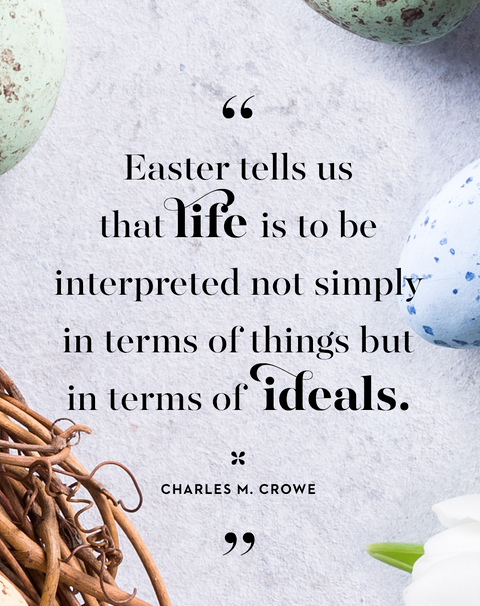 “
Easter tells us
that life is to be
interpreted not simply
in terms of things but
in terms of ideals.
CHARLES M. CROWE
”